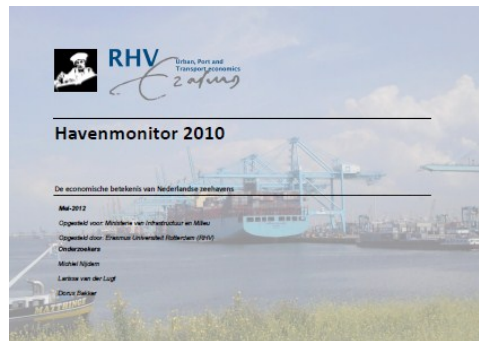 RHV
Urban, Port and
Transport economics
Erasmus
Havenmonitor 2010
De economische betekenis van Nederlandse zeehavens
Mei-2012
Opgesteld voor: Ministerie van Infrastructuur en Milieu
Opgesteld door: Erasmus Universiteit Rotterdam (RHV)
Onderzoekers
Michiel Nijdam
Larissa van der Lugt
Dorus Bakker
MATTHINGE